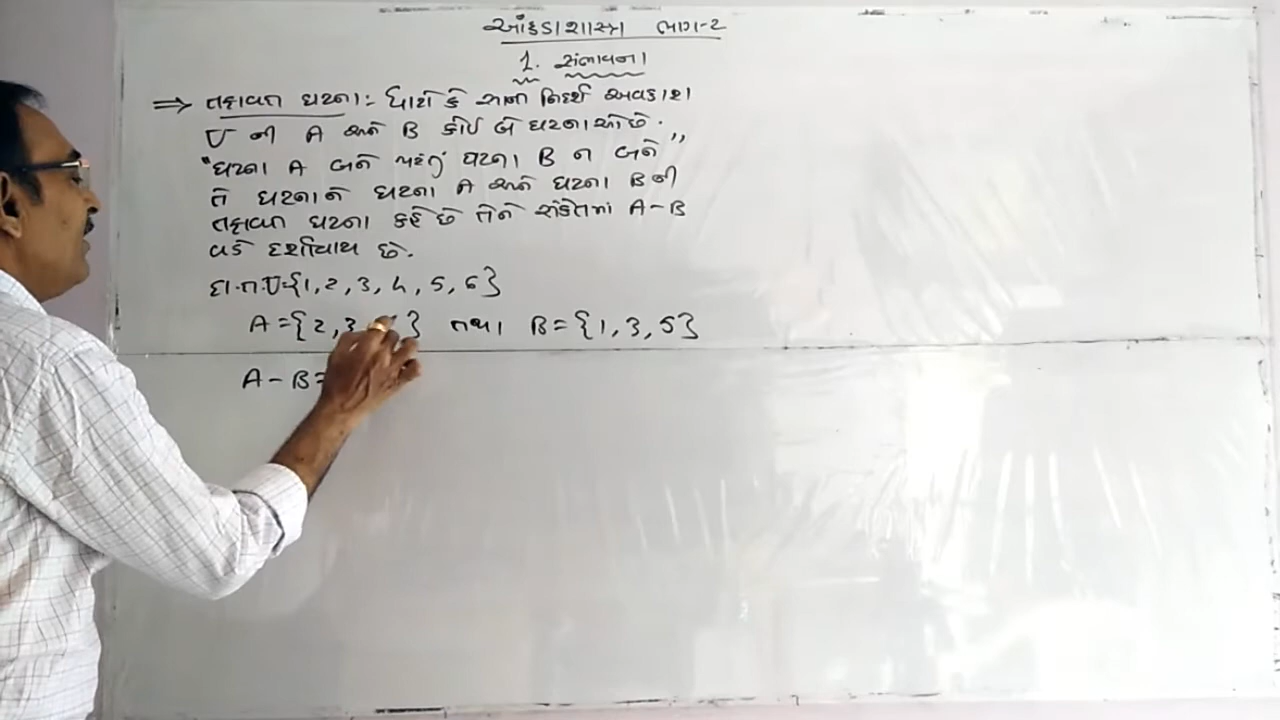 આંકડાશાસ્ત્ર ભાગ-2
1. સંભાવના
⇒ તફાવત ઘટના:- ધારો કે સાન્ત નિદર્શ અવકાશ
U ની A અને B કોઈ બે ઘટનાઓ છે.
"ઘટના A બને પરંતુ ઘટના B ન બને"
તે ઘટનાને ઘટના A અને ઘટના B ની
તફાવત ઘટના કહે છે તેને સંકેતમાં A-B
વડે દર્શાવાય છે.
દા.ત. U={1, 2, 3, 4, 5, 6}
A={2, 3, } તથા B={1, 3, 5}
A-B=